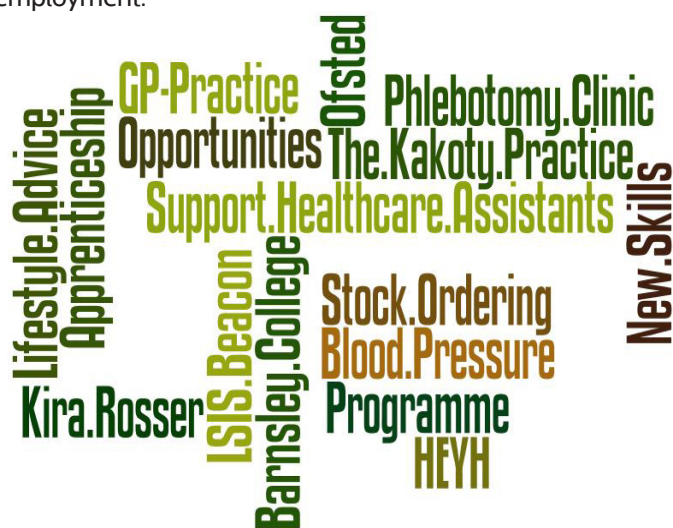 employment.
Ofsted
GP-Practice
Phlebotomy.Clinic
Lifestyle.Advice
Apprenticeship
Opportunities
The.Kakoty.Practice
Support.Healthcare.Assistants
New.Skills
LSIS.Beacon
Barnsley.College
Stock.Ordering
Blood.Pressure
Kira.Rosser
Programme
HEYH